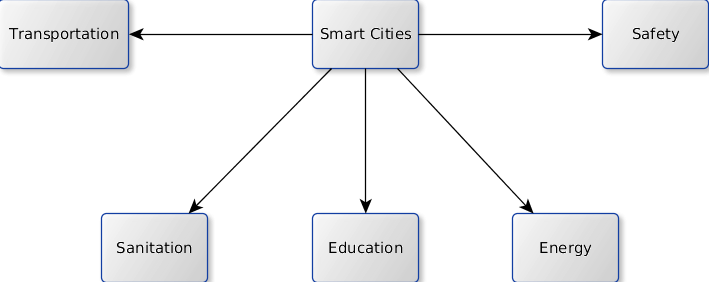 Transportation
Smart Cities
Safety
Sanitation
Education
Energy